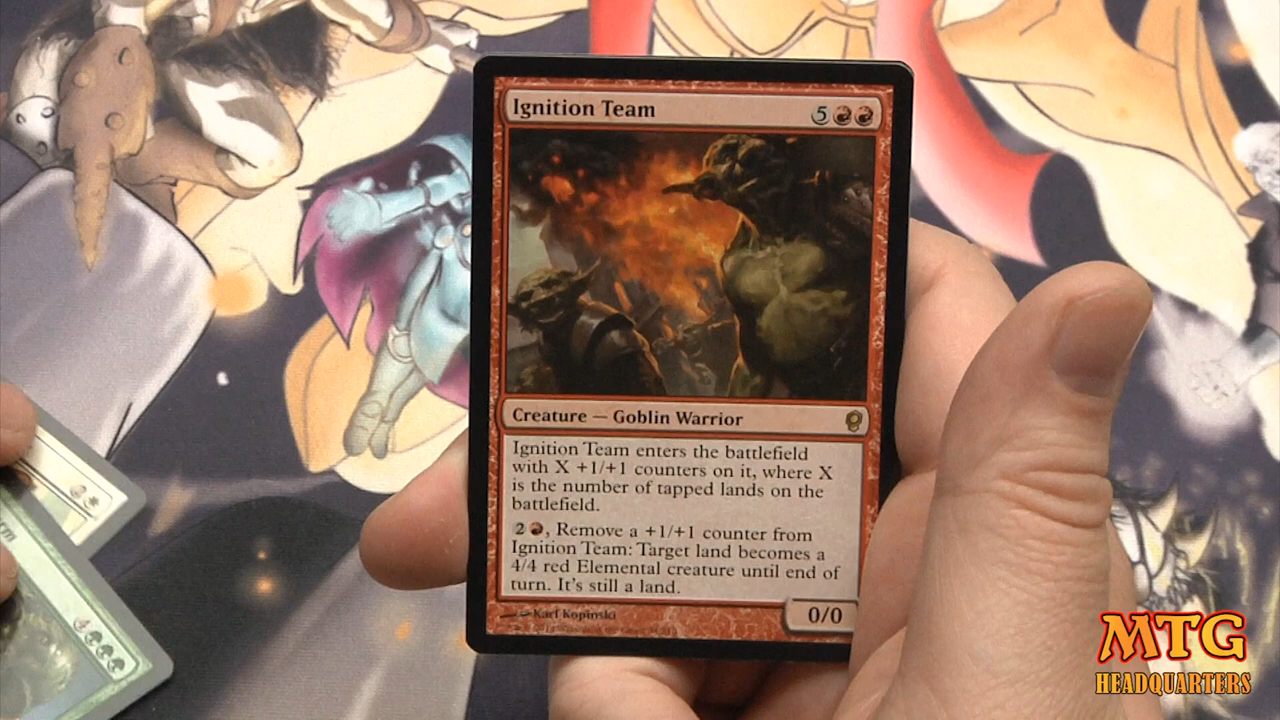 Ignition Team
5
Creature — Goblin Warrior
Ignition Team enters the battlefield
with X +1/+1 counters on it, where X
is the number of tapped lands on the
battlefield.
2 , Remove a +1/+1 counter from
Ignition Team: Target land becomes a
4/4 red Elemental creature until end of
turn. It's still a land.
Karl Kopinski
0/0
MTG
HEADQUARTERS